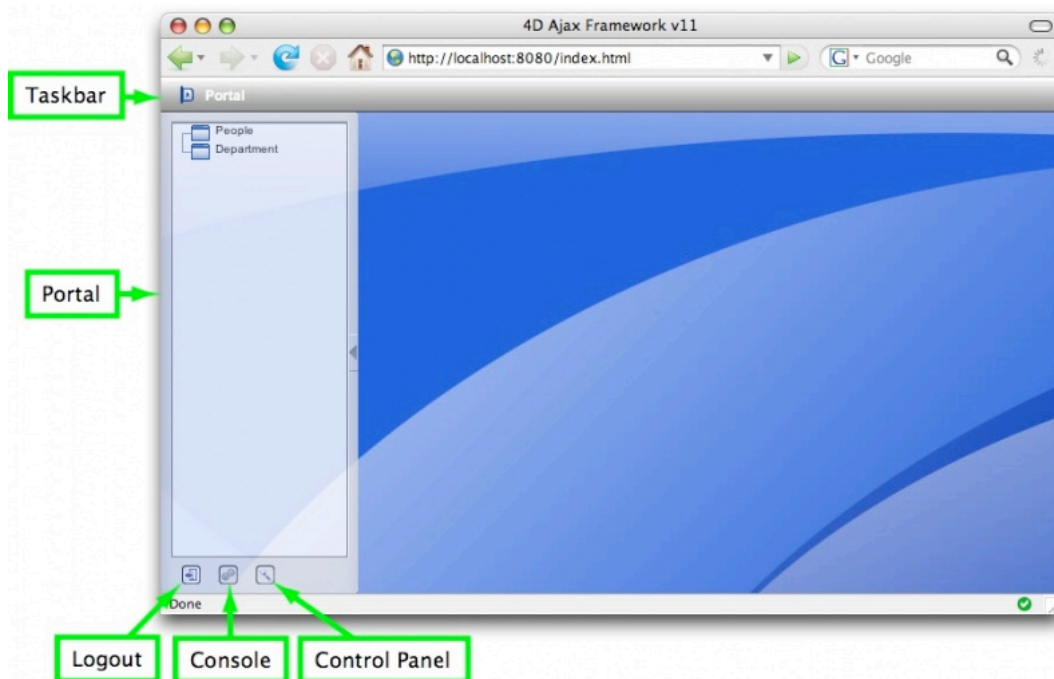 4D Ajax Framework v11
http://localhost:8080/index.html
G Google
Taskbar
Portal
People
Department
Portal
Done
Logout
Console
Control Panel